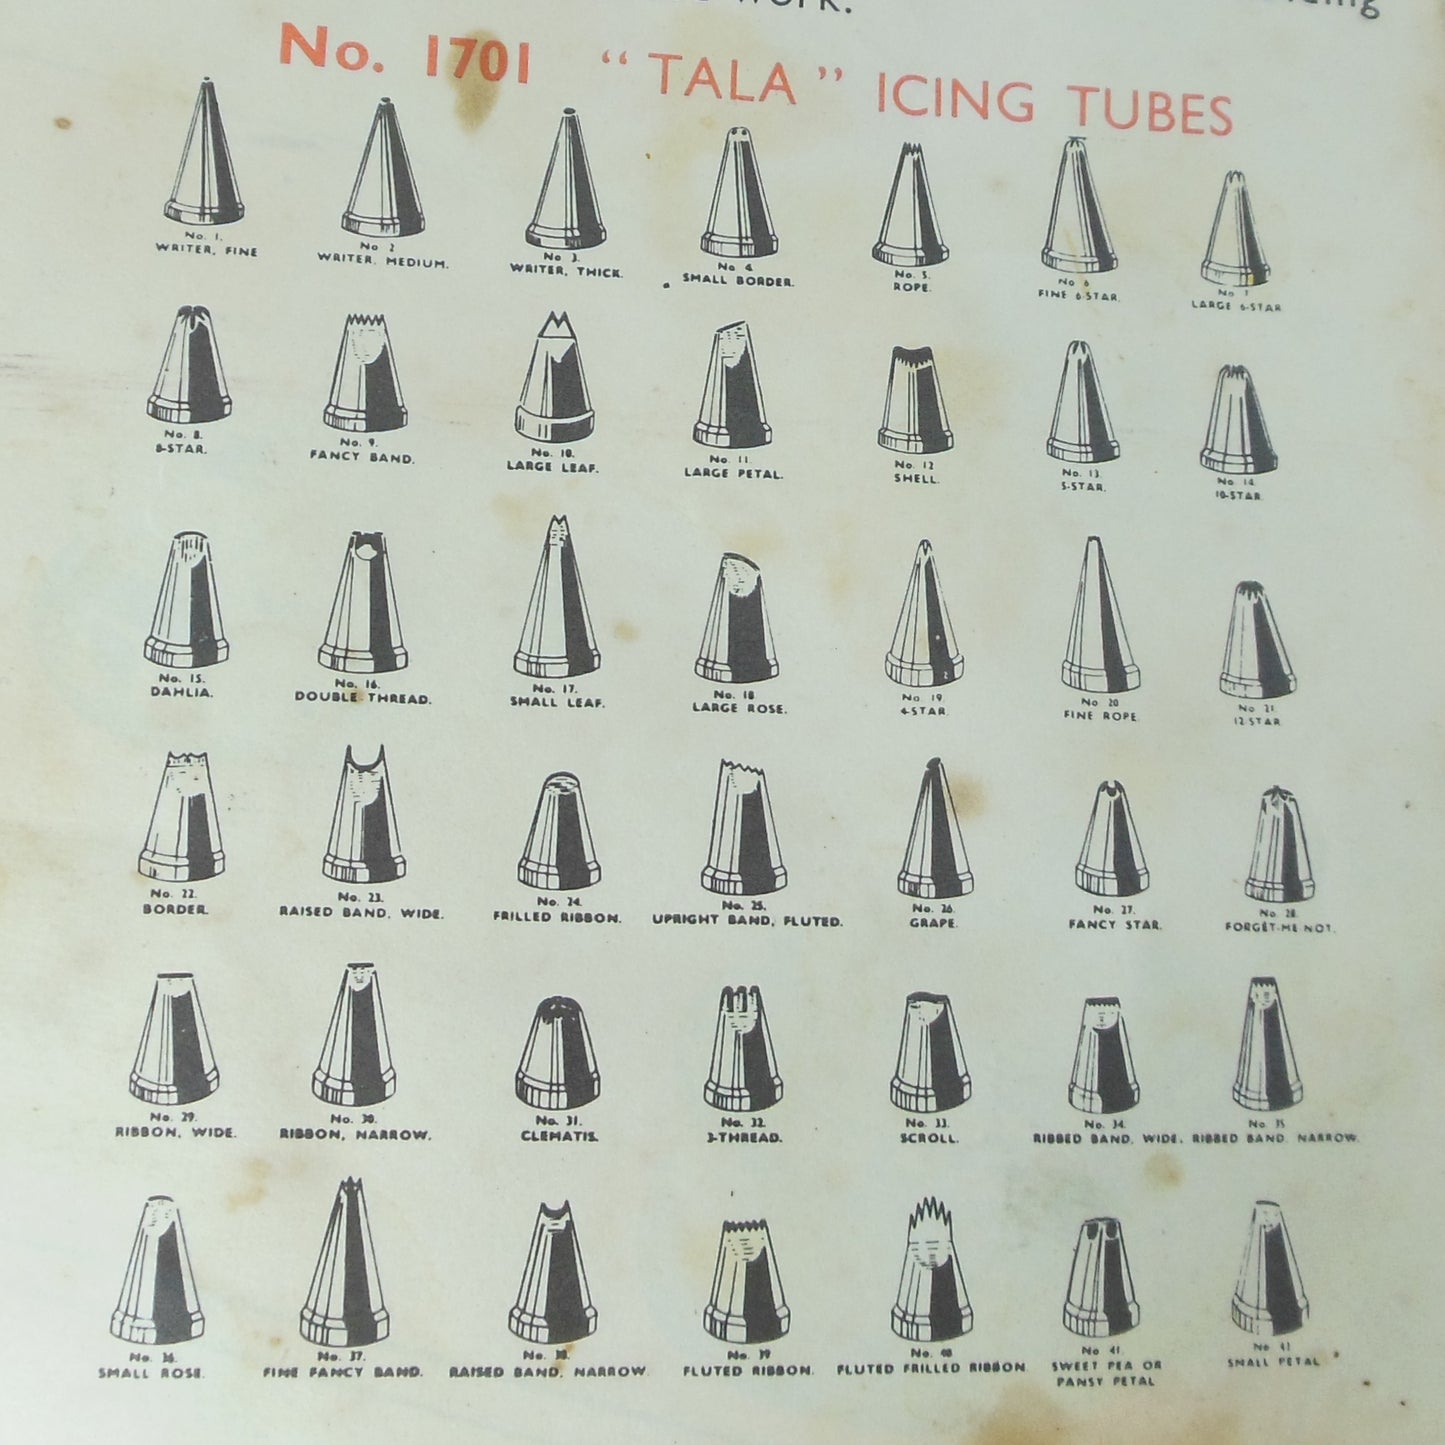 WORK.
No. 1701 "TALA" ICING TUBES
No. 1.
WRITER, FINE
No 2
WRITER, MEDIUM.
No 3.
WRITER, THICK.
No 4.
SMALL BORDER.
No. 5.
ROPE.
No 6
FINE 6 STAR.
No 7
LARGE 6-STAR
No. 8.
8-STAR.
No. 9.
FANCY BAND.
No. 10.
LARGE LEAF.
No. 11.
LARGE PETAL.
No. 12
SHELL.
No. 13.
5-STAR.
No 14
10-STAR
No. 15.
DAHLIA.
No. 16.
DOUBLE THREAD.
No. 17.
SMALL LEAF.
No. 18
LARGE ROSE.
No. 19.
4-STAR
No 20
FINE ROPE
No 21
12 STAR
No. 22.
BORDER.
No. 23.
RAISED BAND, WIDE.
No. 24.
FRILLED RIBBON.
No. 25.
UPRIGHT BAND, FLUTED.
No. 26.
GRAPE.
No. 27.
FANCY STAR.
No. 28.
FORGET-ME NOT.
No. 29.
RIBBON, WIDE.
No. 30.
RIBBON, NARROW.
No. 31.
CLEMATIS.
No. 32.
3-THREAD.
No. 33.
SCROLL.
No. 34.
RIBBED BAND, WIDE.
No 35
RIBBED BAND, NARROW.
No. 36.
SMALL ROSE.
No. 37.
FINE FANCY BAND.
No. 38.
RAISED BAND, NARROW
No. 39
FLUTED RIBBON.
No. 40
FLUTED FRILLED RIBBON
No 41
SWEET PEA OR
PANSY PETAL
No
SMALL PETAL